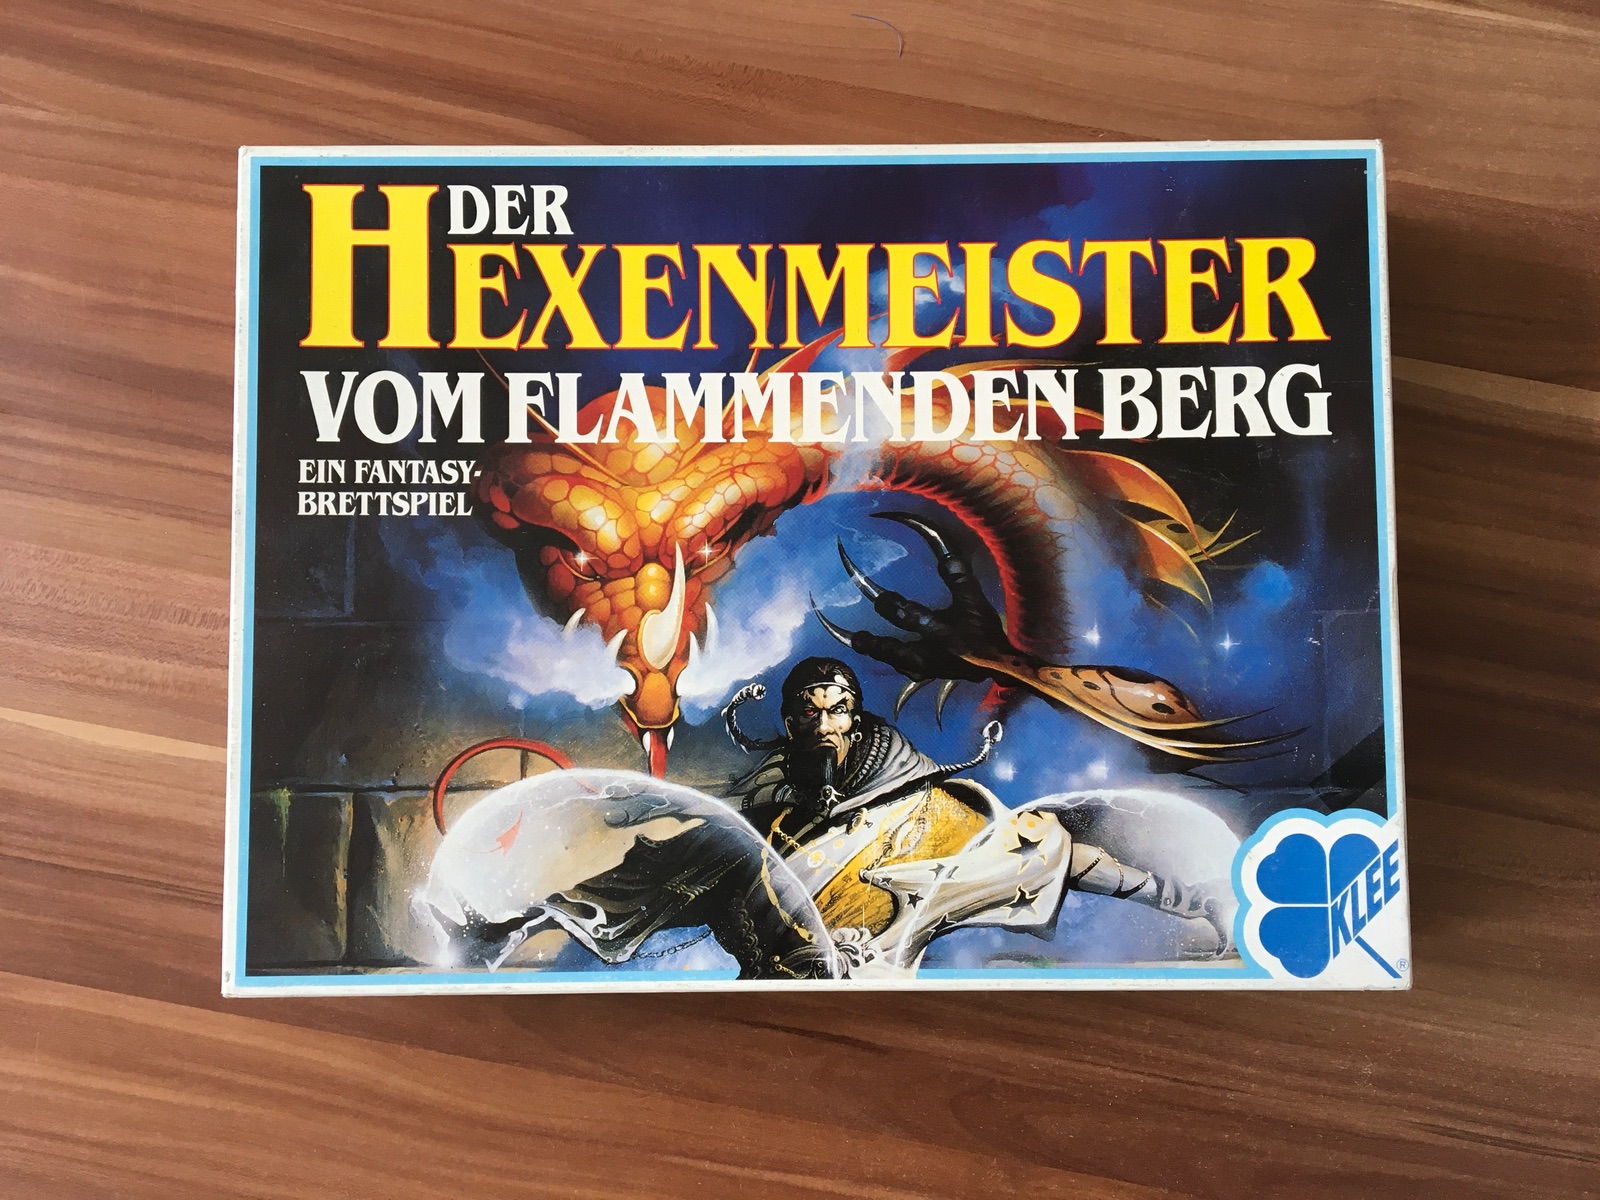 DER
HEXENMEISTER
VOM FLAMMENDEN BERG
EIN FANTASY-
BRETTSPIEL
KLEE
®